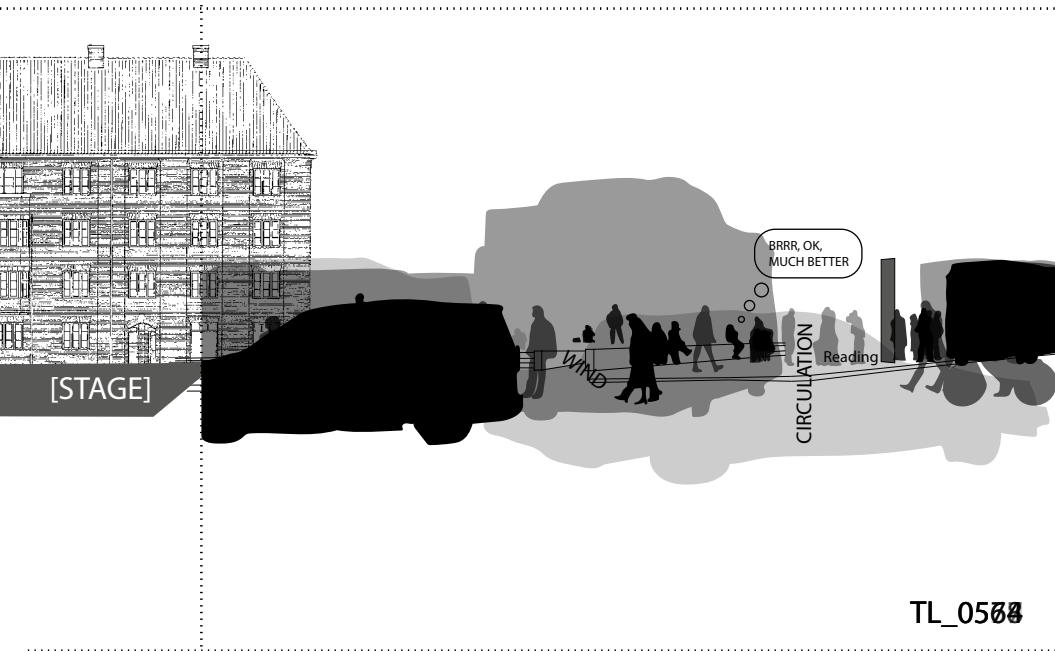 BRRR, OK,
MUCH BETTER
WIND
CIRCULATION
Reading
[STAGE]